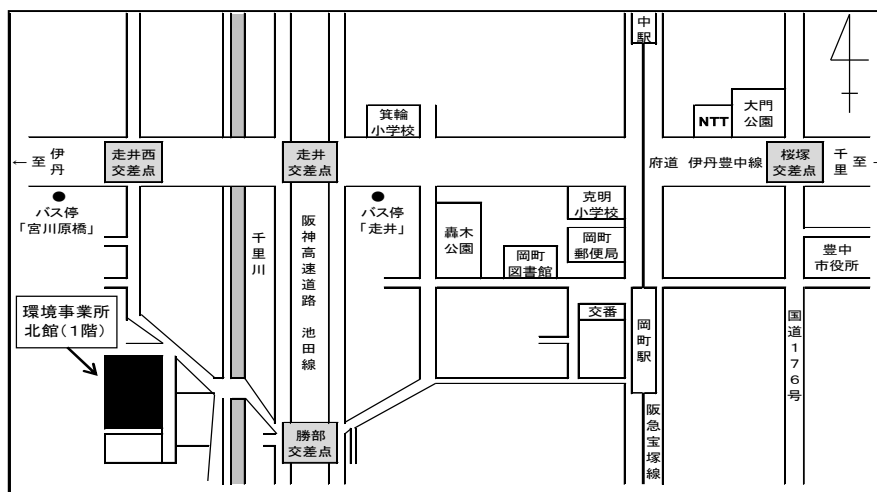 中駅
箕輪
小学校
NTT
大門
公園
←至伊丹
走井西
交差点
走井
交差点
府道 伊丹豊中線
桜塚
交差点
千里至←
バス停
「宮川原橋」
千里川
阪神高速道路 池田線
バス停
「走井」
轟木
公園
克明
小学校
岡町
図書館
岡町
郵便局
豊中
市役所
環境事業所
北館(1階)
交番
岡町駅
国道176号
勝部
交差点
阪急宝塚線